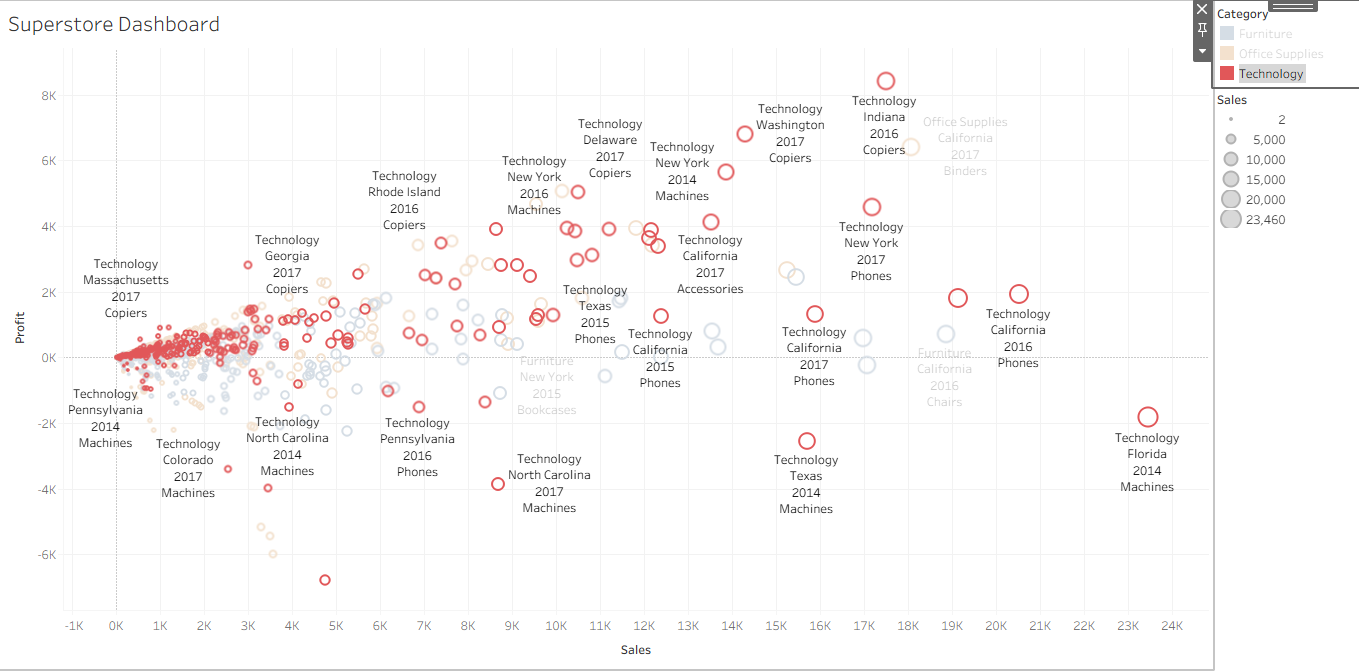 Superstore Dashboard
Category
Furniture
Office Supplies
Technology
Sales
2
5,000
10,000
15,000
20,000
23,460
Profit
8K
6K
4K
2K
0K
-2K
-4K
-6K
Technology
Indiana
2016
Copiers
Technology
Washington
2017
Copiers
Office Supplies
California
2017
Binders
Technology
Delaware
2017
Copiers
Technology
New York
2014
Machines
Technology
New York
2016
Machines
Technology
Rhode Island
2016
Copiers
Technology
Georgia
2017
Copiers
Technology
Massachusetts
2017
Copiers
Technology
California
2017
Accessories
Technology
New York
2017
Phones
Technology
Texas
2015
Phones
Technology
California
2015
Phones
Technology
California
2017
Phones
Technology
California
2016
Phones
Furniture
New York
2015
Bookcases
Furniture
California
2016
Chairs
Technology
Pennsylvania
2014
Machines
Technology
Colorado
2017
Machines
Technology
North Carolina
2014
Machines
Technology
Pennsylvania
2016
Phones
Technology
North Carolina
2017
Machines
Technology
Texas
2014
Machines
Technology
Florida
2014
Machines
-1K 0K 1K 2K 3K 4K 5K 6K 7K 8K 9K 10K 11K 12K 13K 14K 15K 16K 17K 18K 19K 20K 21K 22K 23K 24K
Sales